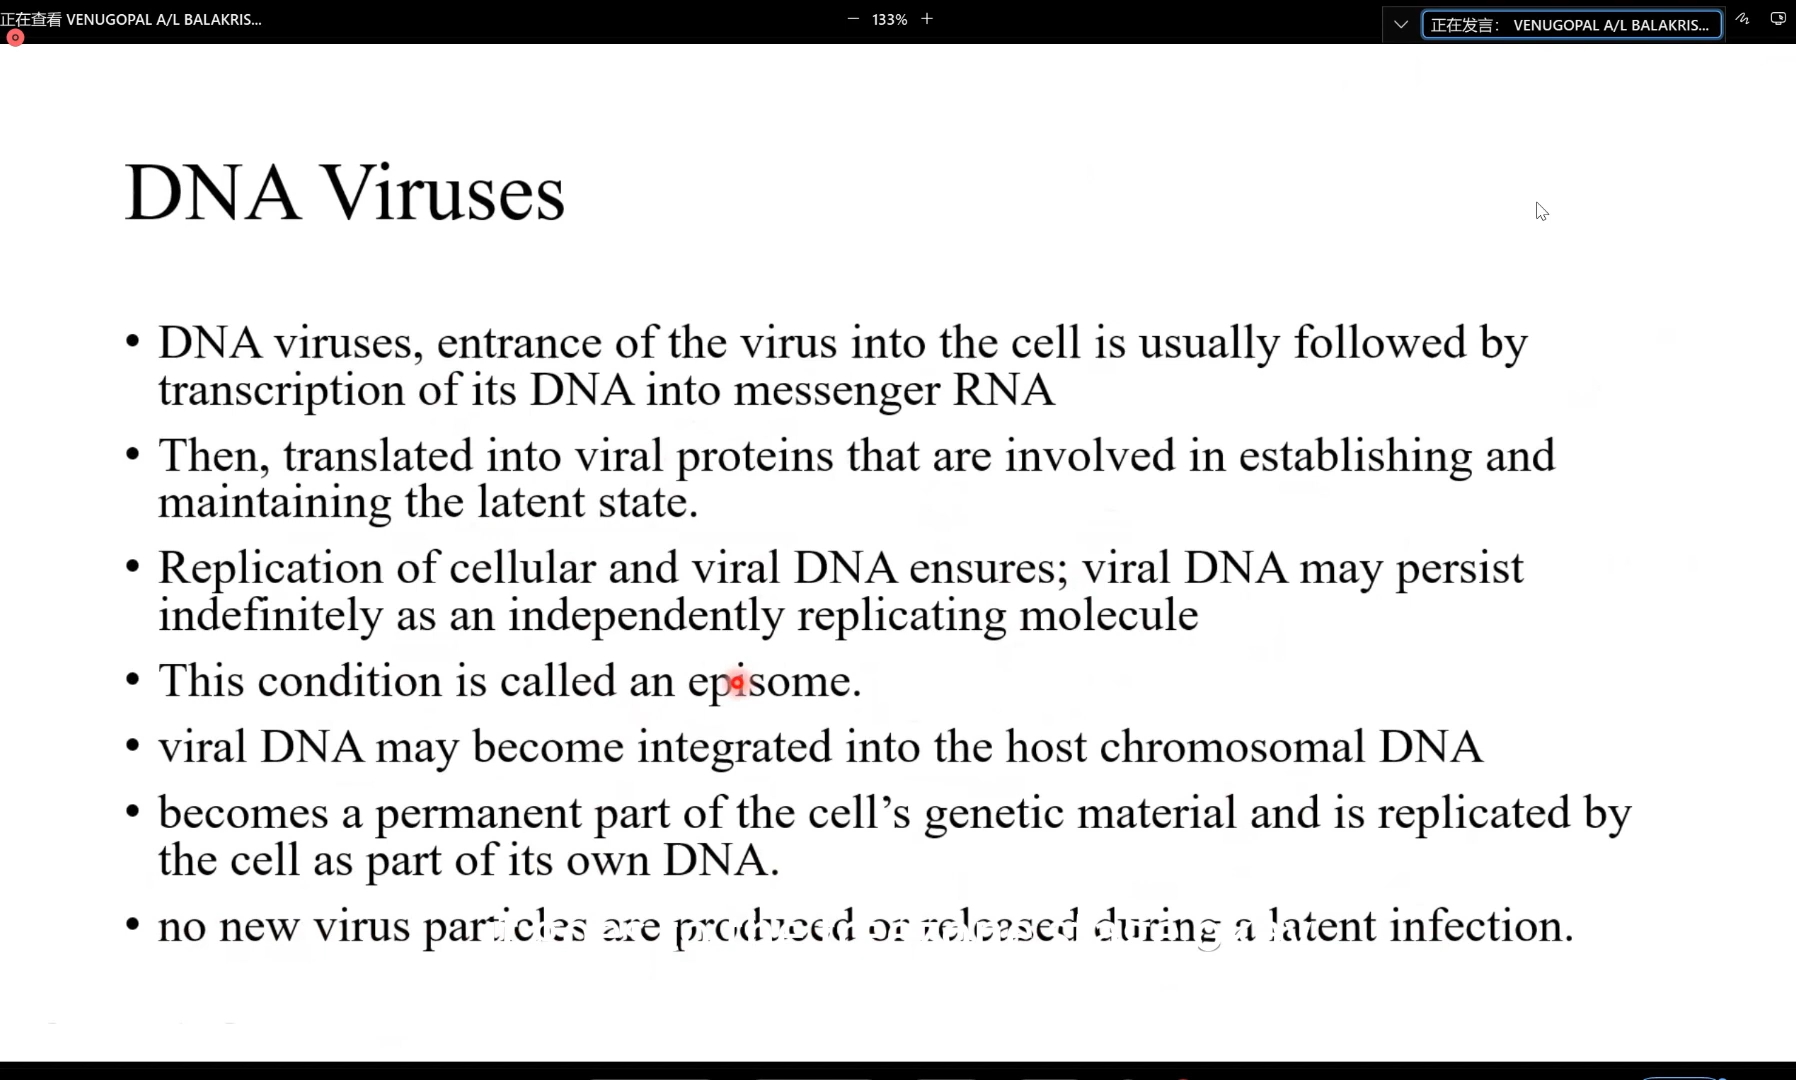 正在查看 VENUGOPAL A/L BALAKRIS...
133%
正在发言： VENUGOPAL A/L BALAKRIS...
DNA Viruses
• DNA viruses, entrance of the virus into the cell is usually followed by
transcription of its DNA into messenger RNA
• Then, translated into viral proteins that are involved in establishing and
maintaining the latent state.
• Replication of cellular and viral DNA ensures; viral DNA may persist
indefinitely as an independently replicating molecule
• This condition is called an episome.
• viral DNA may become integrated into the host chromosomal DNA
• becomes a permanent part of the cell’s genetic material and is replicated by
the cell as part of its own DNA.
• no new virus particles are produced or released during a latent infection.